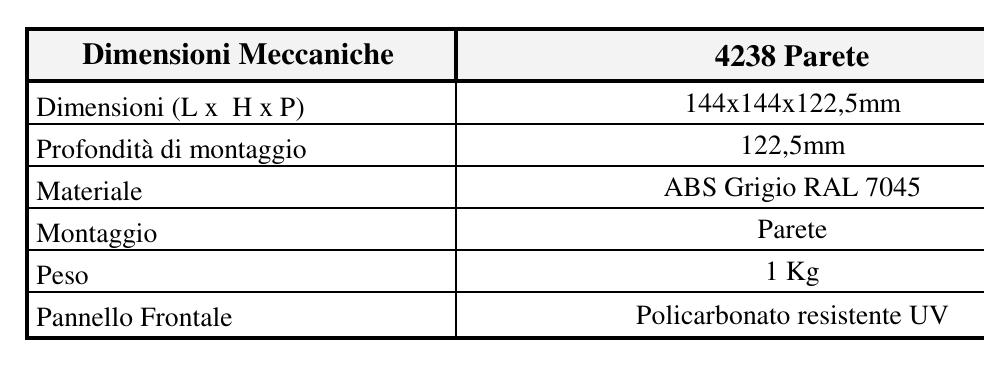 Dimensioni Meccaniche 4238 Parete
Dimensioni (L x H x P) 144x144x122,5mm
Profondità di montaggio 122,5mm
Materiale ABS Grigio RAL 7045
Montaggio Parete
Peso 1 Kg
Pannello Frontale Policarbonato resistente UV